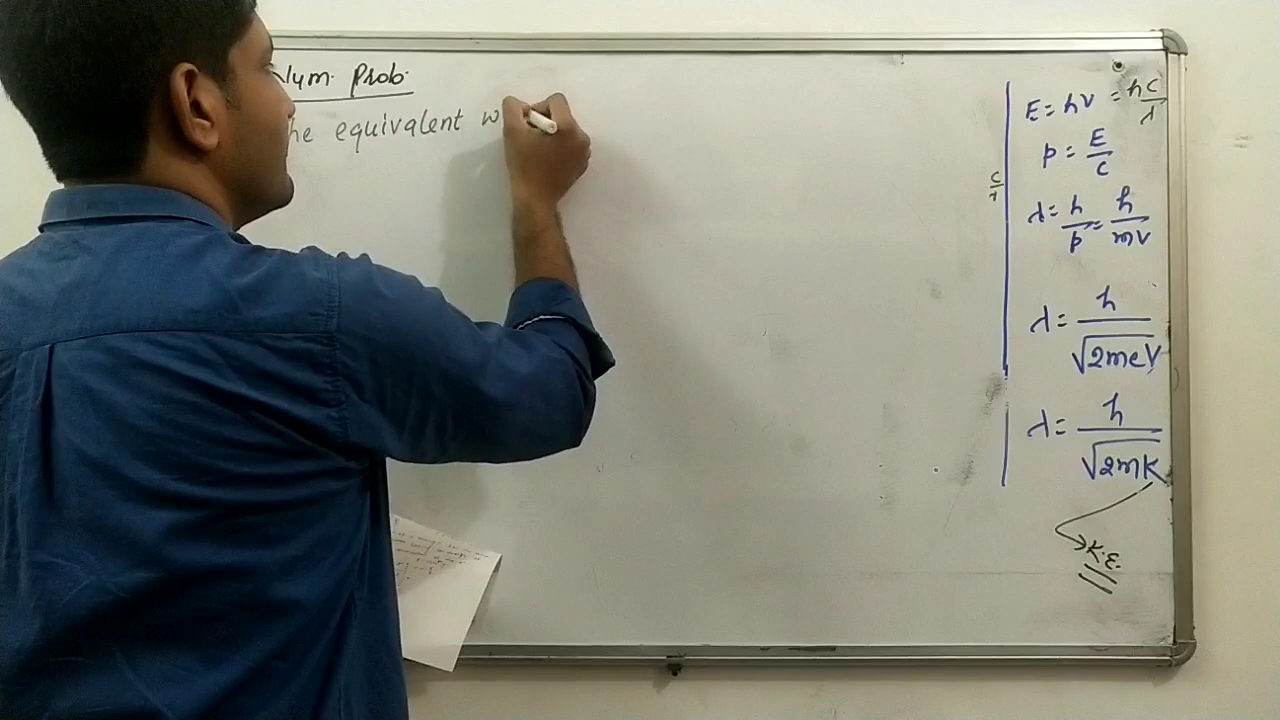 Num. Prob.
he equivalent w
E = hν = hc/λ
p = E/c
c/λ
λ = h/p = h/mv
λ = h/√2meV
λ = h/√2mK
K.E.